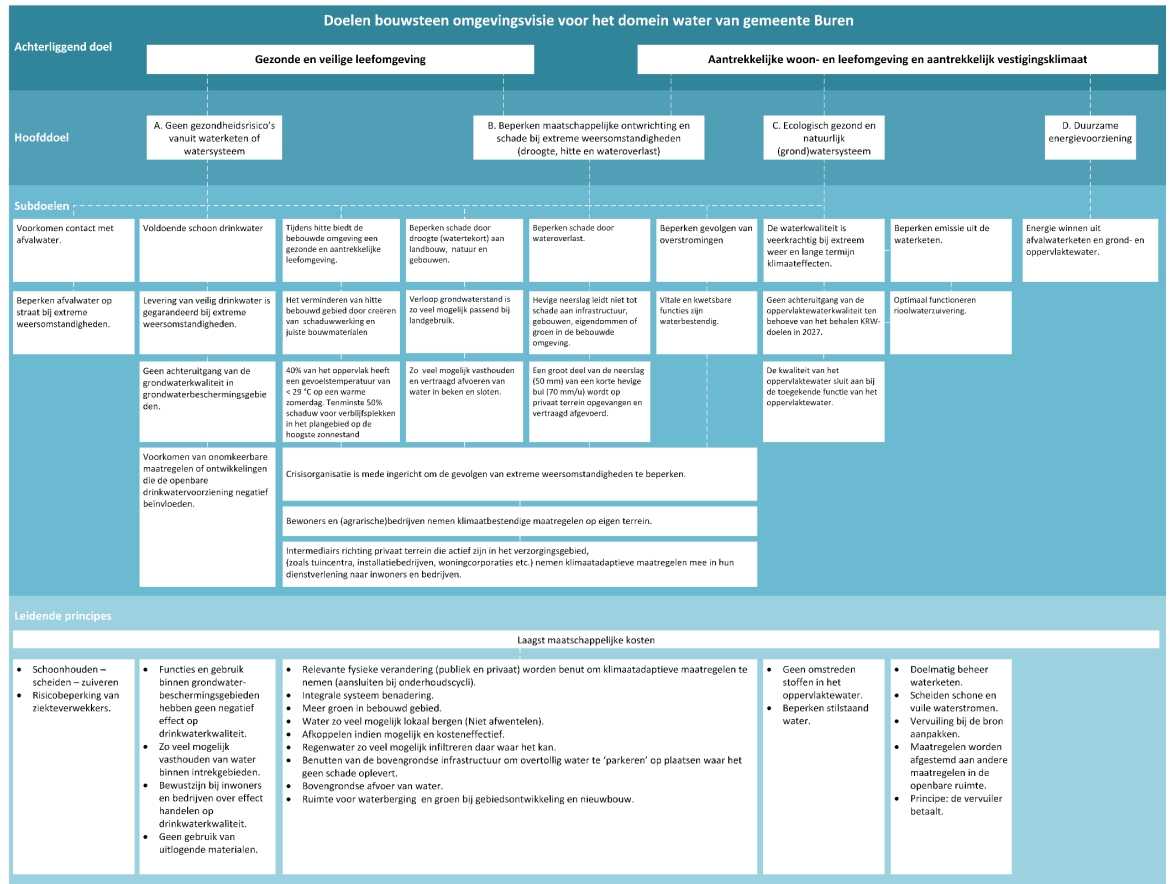 Doelen bouwsteen omgevingsvisie voor het domein water van gemeente Buren
Achterliggend doel
Gezonde en veilige leefomgeving
Aantrekkelijke woon- en leefomgeving en aantrekkelijk vestigingsklimaat
Hoofddoel
A. Geen gezondheidsrisico's
vanuit waterketen of
watersysteem
B. Beperken maatschappelijke ontwrichting en
schade bij extreme weersomstandigheden
(droogte, hitte en wateroverlast)
C. Ecologisch gezond en
natuurlijk
(grond)watersysteem
D. Duurzame
energievoorziening
Subdoelen
Voorkomen contact met
afvalwater.
Voldoende schoon drinkwater
Tijdens hitte biedt de
bebouwde omgeving een
gezonde en aantrekkelijke
leefomgeving.
Beperken schade door
droogte (watertekort) aan
landbouw, natuur en
gebouwen.
Beperken schade door
wateroverlast.
Beperken gevolgen van
overstromingen
De waterkwaliteit is
veerkrachtig bij extreem
weer en lange termijn
klimaateffecten.
Beperken emissie uit de
waterketen.
Energie winnen uit
afvalwaterketen en grond- en
oppervlaktewater.
Beperken afvalwater op
straat bij extreme
weersomstandigheden.
Levering van veilig drinkwater is
gegarandeerd bij extreme
weersomstandigheden.
Het verminderen van hitte
bebouwd gebied door creëren
van schaduwwerking en
juiste bouwmaterialen
Verloop grondwaterstand is
zo veel mogelijk passend bij
landgebruik.
Hevige neerslag leidt niet tot
schade aan infrastructuur,
gebouwen, eigendommen of
groen in de bebouwde
omgeving.
Vitale en kwetsbare
functies zijn
waterbestendig.
Geen achteruitgang van de
oppervlaktewaterkwaliteit ten
behoeve van het behalen KRW-
doelen in 2027.
Optimaal functioneren
rioolwaterzuivering.
Geen achteruitgang van de
grondwaterkwaliteit in
grondwaterbeschermingsgebie
den.
40% van het oppervlak heeft
een gevoelstemperatuur van
< 29 °C op een warme
zomerdag. Tenminste 50%
schaduw voor verblijfsplekken
in het plangebied op de
hoogste zonnestand
Zo veel mogelijk vasthouden
en vertraagd afvoeren van
water in beken en sloten.
Een groot deel van de neerslag
(50 mm) van een korte hevige
bui (70 mm/u) wordt op
privaat terrein opgevangen en
vertraagd afgevoerd.
De kwaliteit van het
oppervlaktewater sluit aan bij
de toegekende functie van het
oppervlaktewater.
Voorkomen van onomkeerbare
maatregelen of ontwikkelingen
die de openbare
drinkwatervoorziening negatief
beïnvloeden.
Crisisorganisatie is mede ingericht om de gevolgen van extreme weersomstandigheden te beperken.
Bewoners en (agrarische)bedrijven nemen klimaatbestendige maatregelen op eigen terrein.
Intermediairs richting privaat terrein die actief zijn in het verzorgingsgebied,
(zoals tuincentra, installatiebedrijven, woningcorporaties etc.) nemen klimaatadaptieve maatregelen mee in hun
dienstverlening naar inwoners en bedrijven.
Leidende principes
Laagst maatschappelijke kosten
• Schoonhouden –
scheiden – zuiveren
• Risicobeperking van
ziekteverwekkers.
• Functies en gebruik
binnen grondwater-
beschermingsgebieden
hebben geen negatief
effect op
drinkwaterkwaliteit.
• Zo veel mogelijk
vasthouden van water
binnen intrekgebieden.
• Bewustzijn bij inwoners
en bedrijven over effect
handelen op
drinkwaterkwaliteit.
• Geen gebruik van
uitlogende materialen.
• Relevante fysieke verandering (publiek en privaat) worden benut om klimaatadaptieve maatregelen te
nemen (aansluiten bij onderhoudscycli).
• Integrale systeem benadering.
• Meer groen in bebouwd gebied.
• Water zo veel mogelijk lokaal bergen (Niet afwentelen).
• Afkoppelen indien mogelijk en kosteneffectief.
• Regenwater zo veel mogelijk infiltreren daar waar het kan.
• Benutten van de bovengrondse infrastructuur om overtollig water te 'parkeren' op plaatsen waar het
geen schade oplevert.
• Bovengrondse afvoer van water.
• Ruimte voor waterberging en groen bij gebiedsontwikkeling en nieuwbouw.
• Geen omstreden
stoffen in het
oppervlaktewater.
• Beperken stilstaand
water.
• Doelmatig beheer
waterketen.
• Scheiden schone en
vuile waterstromen.
• Vervuiling bij de bron
aanpakken.
• Maatregelen worden
afgestemd aan andere
maatregelen in de
openbare ruimte.
• Principe: de vervuiler
betaalt.